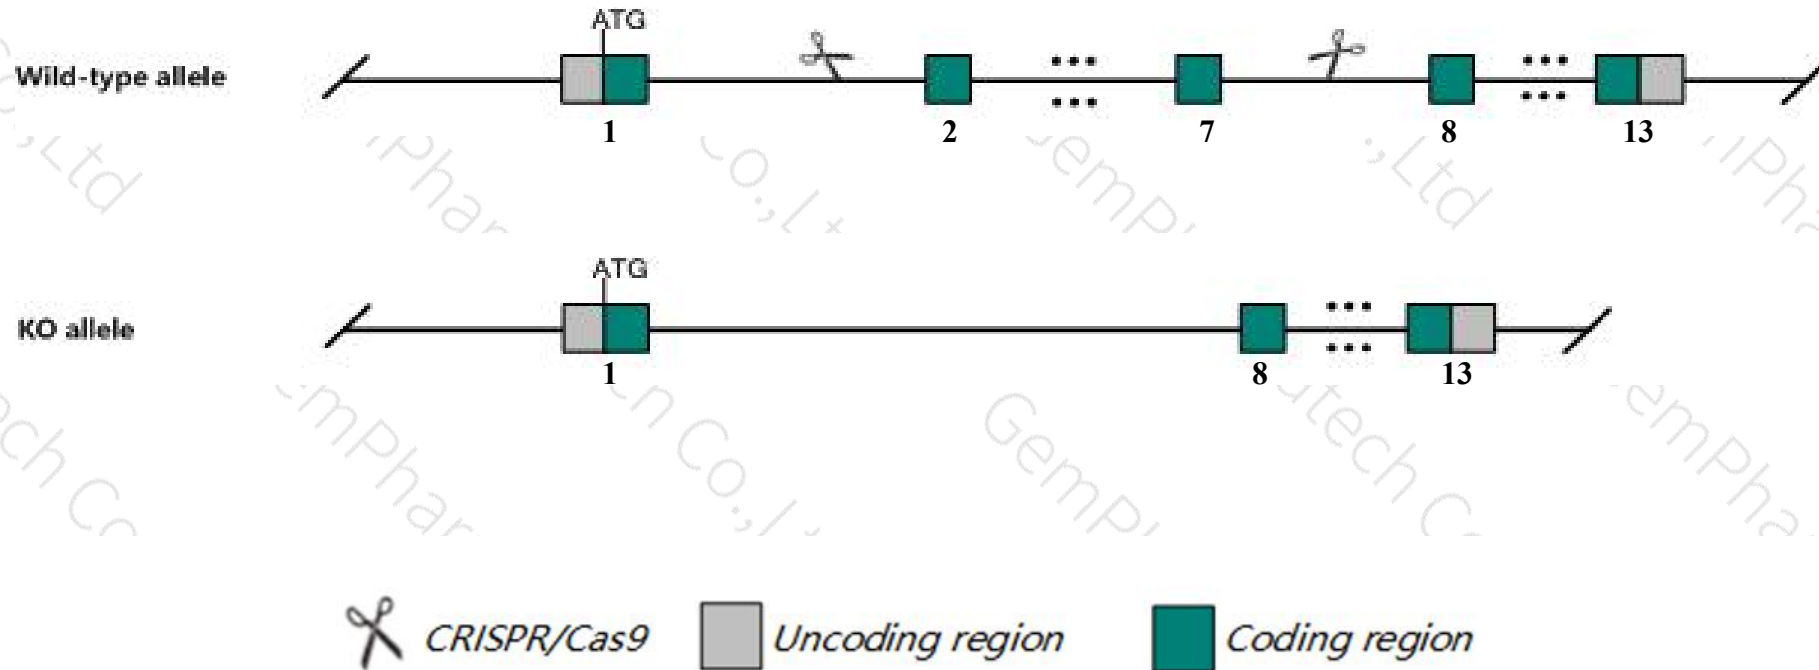 ATG
Wild-type allele
1 2 7 8 13
ATG
KO allele
1 8 13
CRISPR/Cas9 Uncoding region Coding region